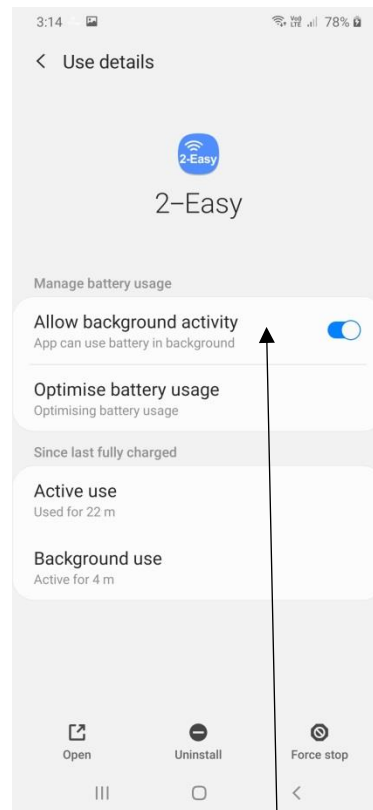 3:14
78%
Use details
2-Easy
2-Easy
Manage battery usage
Allow background activity
App can use battery in background
Optimise battery usage
Optimising battery usage
Since last fully charged
Active use
Used for 22 m
Background use
Active for 4 m
Open
Uninstall
Force stop